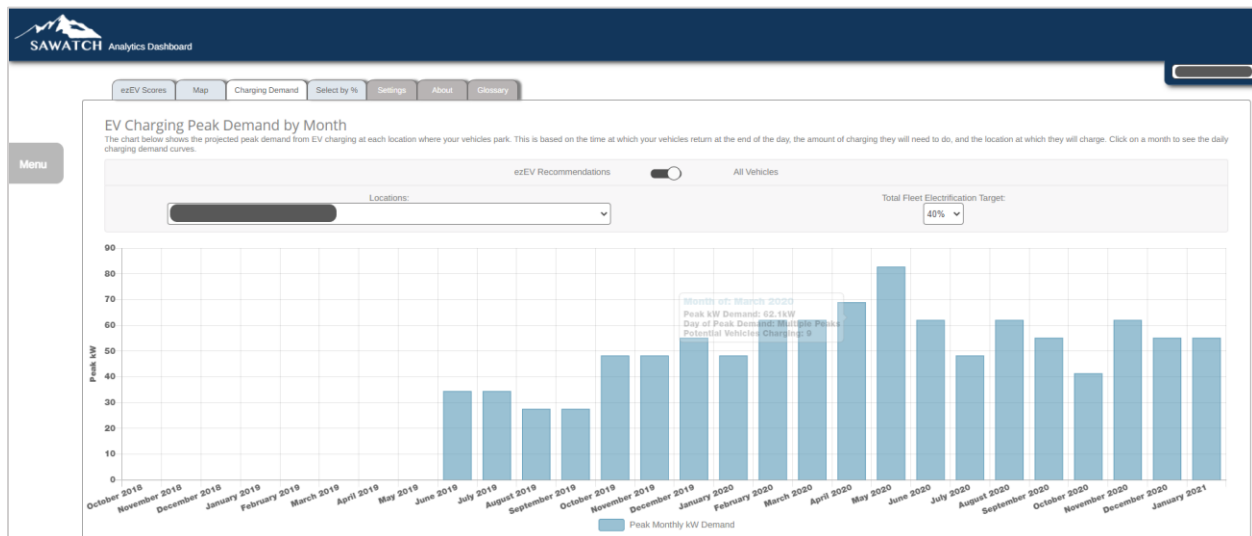 SAWATCH Analytics Dashboard
ezEV Scores Map Charging Demand Select by % Settings About Glossary
Menu
EV Charging Peak Demand by Month
The chart below shows the projected peak demand from EV charging at each location where your vehicles park. This is based on the time at which your vehicles return at the end of the day, the amount of charging they will need to do, and the location at which they will charge. Click on a month to see the daily
charging demand curves.
ezEV Recommendations All Vehicles
Locations: Total Fleet Electrification Target:
40%
90
80
70
60
50
40
30
20
10
0
Peak kW
Month of: March 2020
Peak kW Demand: 62.1kW
Day of Peak Demand: Multiple Peaks
Potential Vehicles Charging: 9
October 2018
November 2018
December 2018
January 2019
February 2019
March 2019
April 2019
May 2019
June 2019
July 2019
August 2019
September 2019
October 2019
November 2019
December 2019
January 2020
February 2020
March 2020
April 2020
May 2020
June 2020
July 2020
August 2020
September 2020
October 2020
November 2020
December 2020
January 2021
Peak Monthly kW Demand